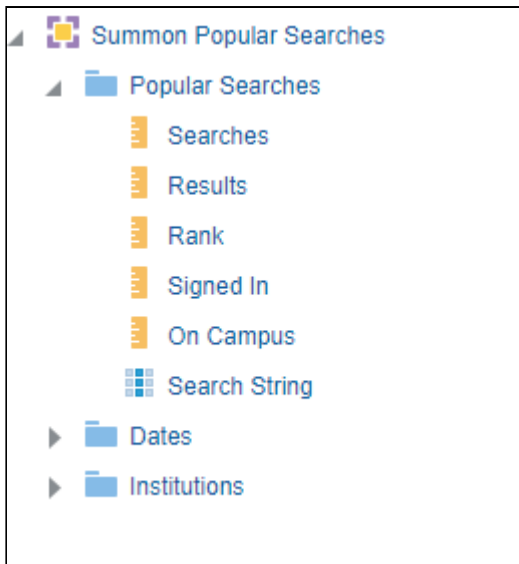 Summon Popular Searches
Popular Searches
Searches
Results
Rank
Signed In
On Campus
Search String
Dates
Institutions